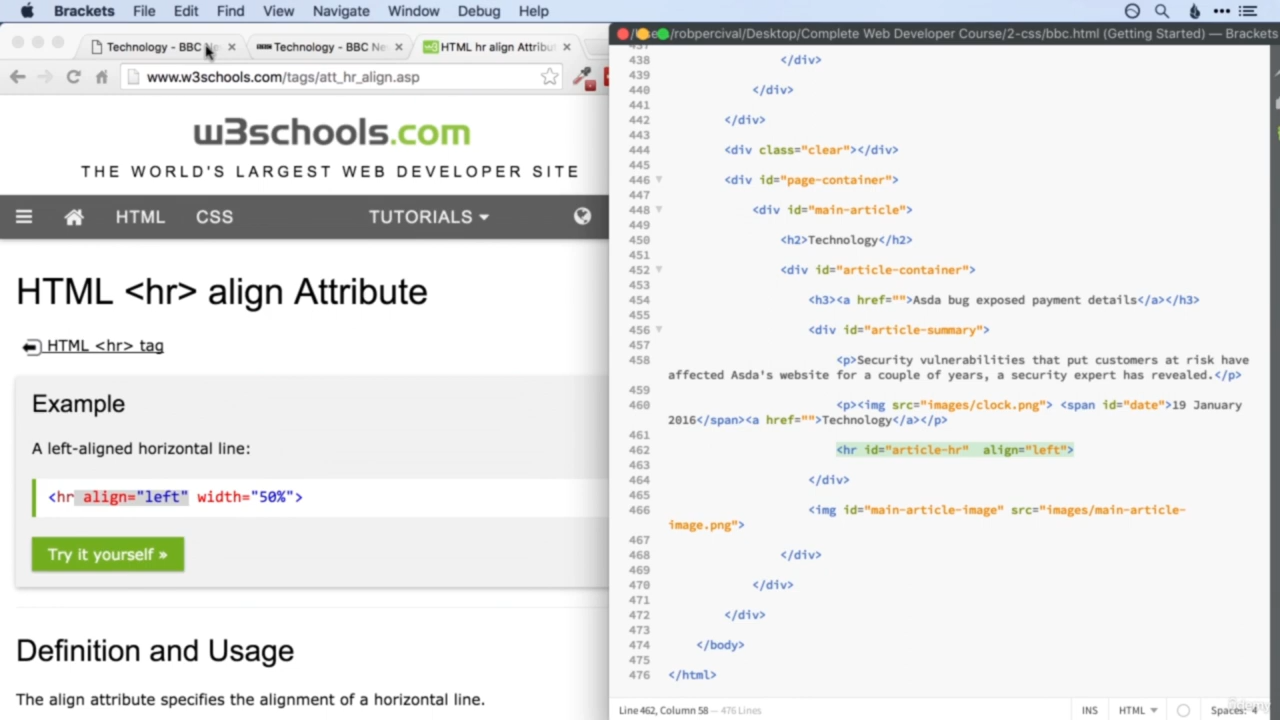 Brackets File Edit Find View Navigate Window Debug Help
Technology - BBC Ne
Technology - BBC Ne
HTML hr align Attribu
/robpercival/Desktop/Complete Web Developer Course/2-css/bbc.html (Getting Started) — Brackets
www.w3schools.com/tags/att_hr_align.asp
w3schools.com
THE WORLD'S LARGEST WEB DEVELOPER SITE
HTML CSS TUTORIALS
HTML <hr> align Attribute
HTML <hr> tag
Example
A left-aligned horizontal line:
<hr align="left" width="50%">
Try it yourself »
Definition and Usage
The align attribute specifies the alignment of a horizontal line.
437
438 </div>
439
440 </div>
441
442 </div>
443
444 <div class="clear"></div>
445
446 <div id="page-container">
447
448 <div id="main-article">
449
450 <h2>Technology</h2>
451
452 <div id="article-container">
453
454 <h3><a href="">Asda bug exposed payment details</a></h3>
455
456 <div id="article-summary">
457
458 <p>Security vulnerabilities that put customers at risk have
affected Asda's website for a couple of years, a security expert has revealed.</p>
459
460 <p><img src="images/clock.png"> <span id="date">19 January
2016</span><a href="">Technology</a></p>
461
462 <hr id="article-hr"  align="left">
463
464 </div>
465
466 <img id="main-article-image" src="images/main-article-
image.png">
467
468 </div>
469
470 </div>
471
472 </div>
473
474 </body>
475
476 </html>
Line 462, Column 58 — 476 Lines
INS HTML Spaces: 4